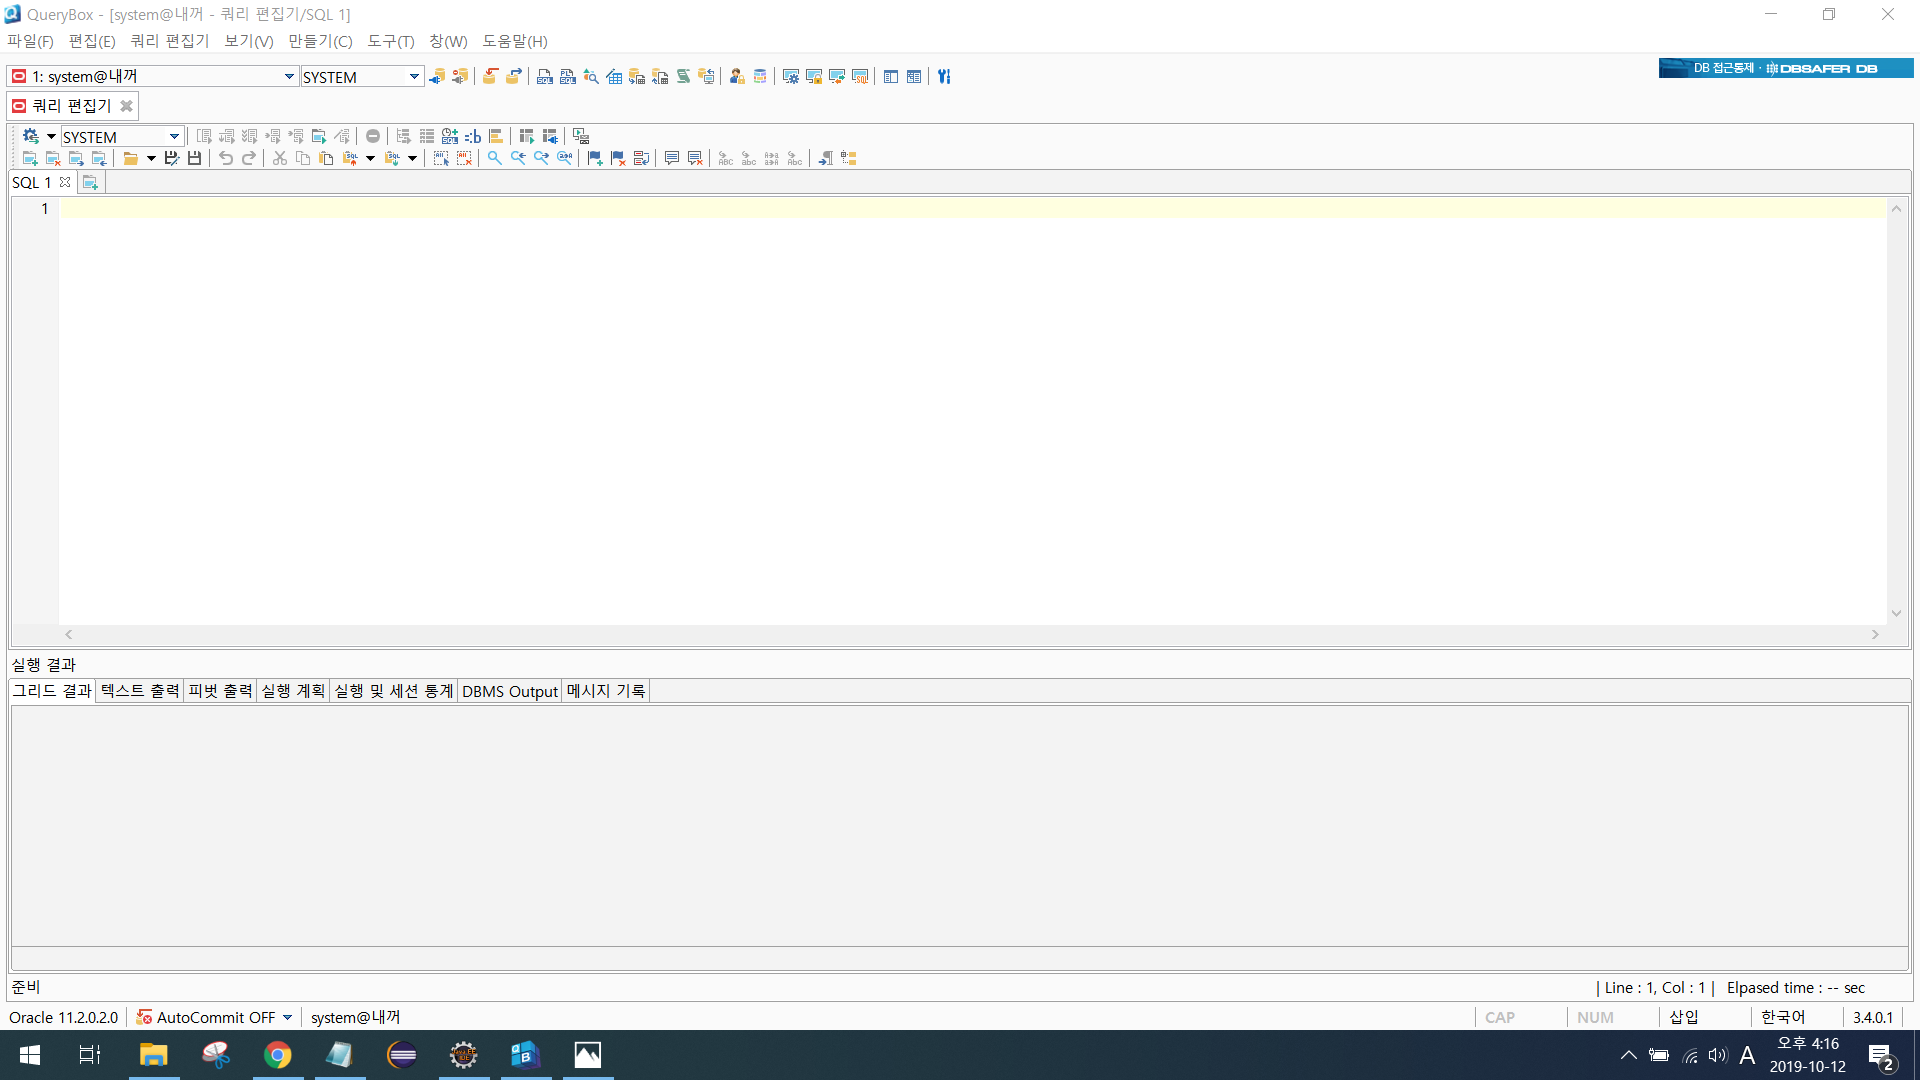 QueryBox - [system@내꺼 - 쿼리 편집기/SQL 1]
파일(F) 편집(E) 쿼리 편집기 보기(V) 만들기(C) 도구(T) 창(W) 도움말(H)
1: system@내꺼 SYSTEM DB 접근통제 · DBSAFER DB
쿼리 편집기
SYSTEM
SQL 1
1
실행 결과
그리드 결과 텍스트 출력 피벗 출력 실행 계획 실행 및 세션 통계 DBMS Output 메시지 기록
준비 | Line : 1, Col : 1 | Elpased time : -- sec
Oracle 11.2.0.2.0 AutoCommit OFF system@내꺼 CAP NUM 삽입 한국어 3.4.0.1
A 오후 4:16
2019-10-12 2